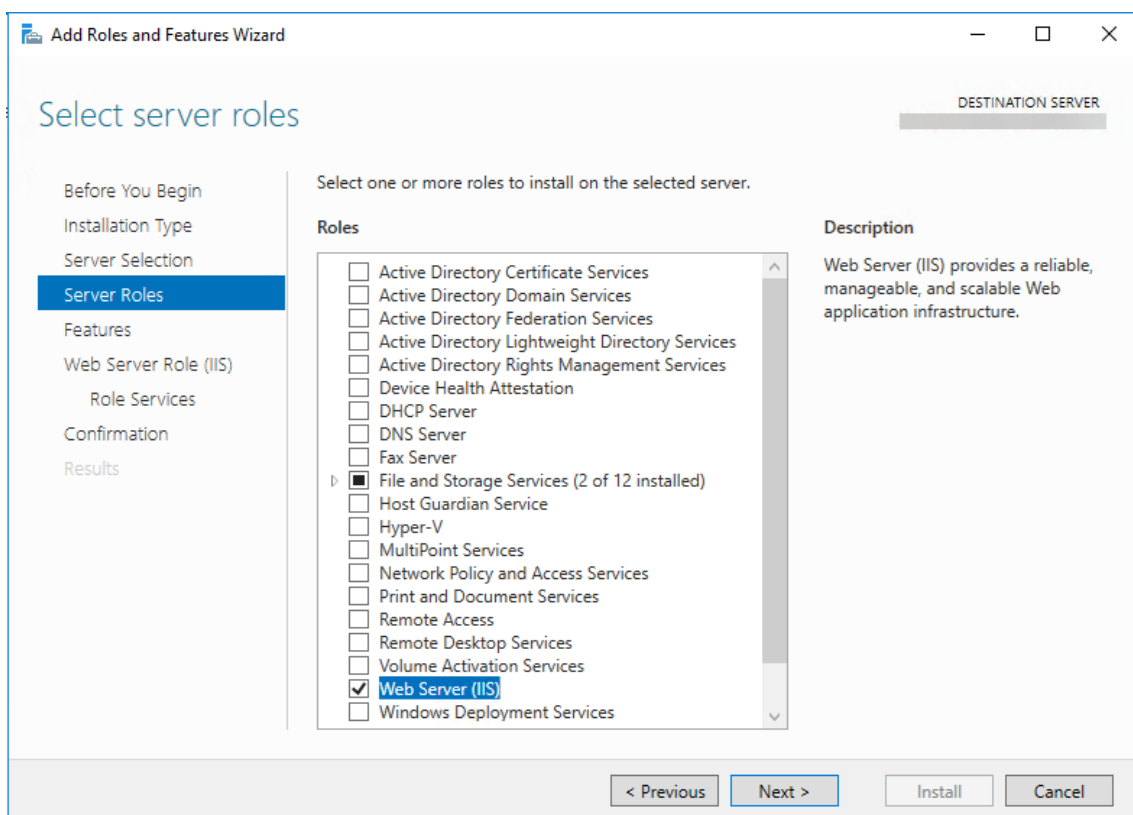 Add Roles and Features Wizard
Select server roles
DESTINATION SERVER
Before You Begin
Installation Type
Server Selection
Server Roles
Features
Web Server Role (IIS)
Role Services
Confirmation
Results
Select one or more roles to install on the selected server.
Roles
Active Directory Certificate Services
Active Directory Domain Services
Active Directory Federation Services
Active Directory Lightweight Directory Services
Active Directory Rights Management Services
Device Health Attestation
DHCP Server
DNS Server
Fax Server
File and Storage Services (2 of 12 installed)
Host Guardian Service
Hyper-V
MultiPoint Services
Network Policy and Access Services
Print and Document Services
Remote Access
Remote Desktop Services
Volume Activation Services
Web Server (IIS)
Windows Deployment Services
Description
Web Server (IIS) provides a reliable,
manageable, and scalable Web
application infrastructure.
< Previous
Next >
Install
Cancel